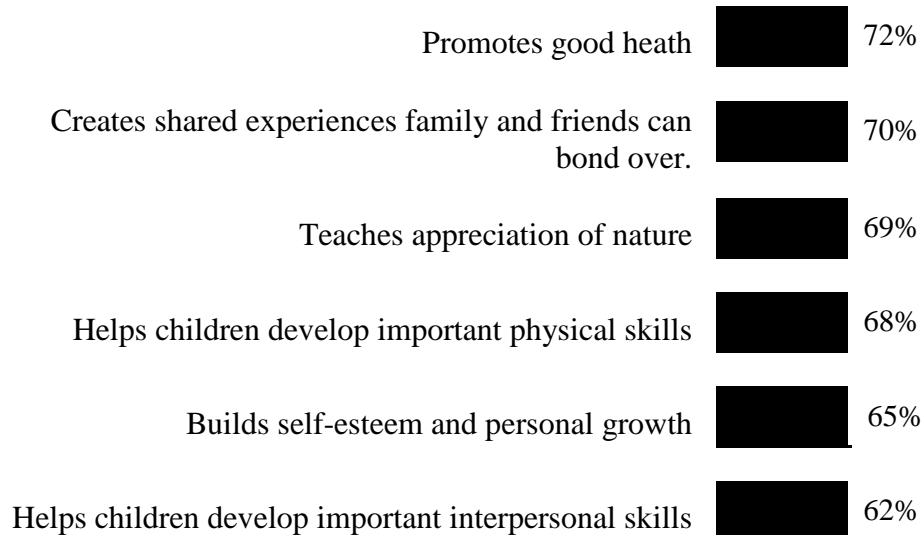 Promotes good heath 72%
Creates shared experiences family and friends can 70%
bond over.
Teaches appreciation of nature 69%
Helps children develop important physical skills 68%
Builds self-esteem and personal growth 65%
Helps children develop important interpersonal skills 62%